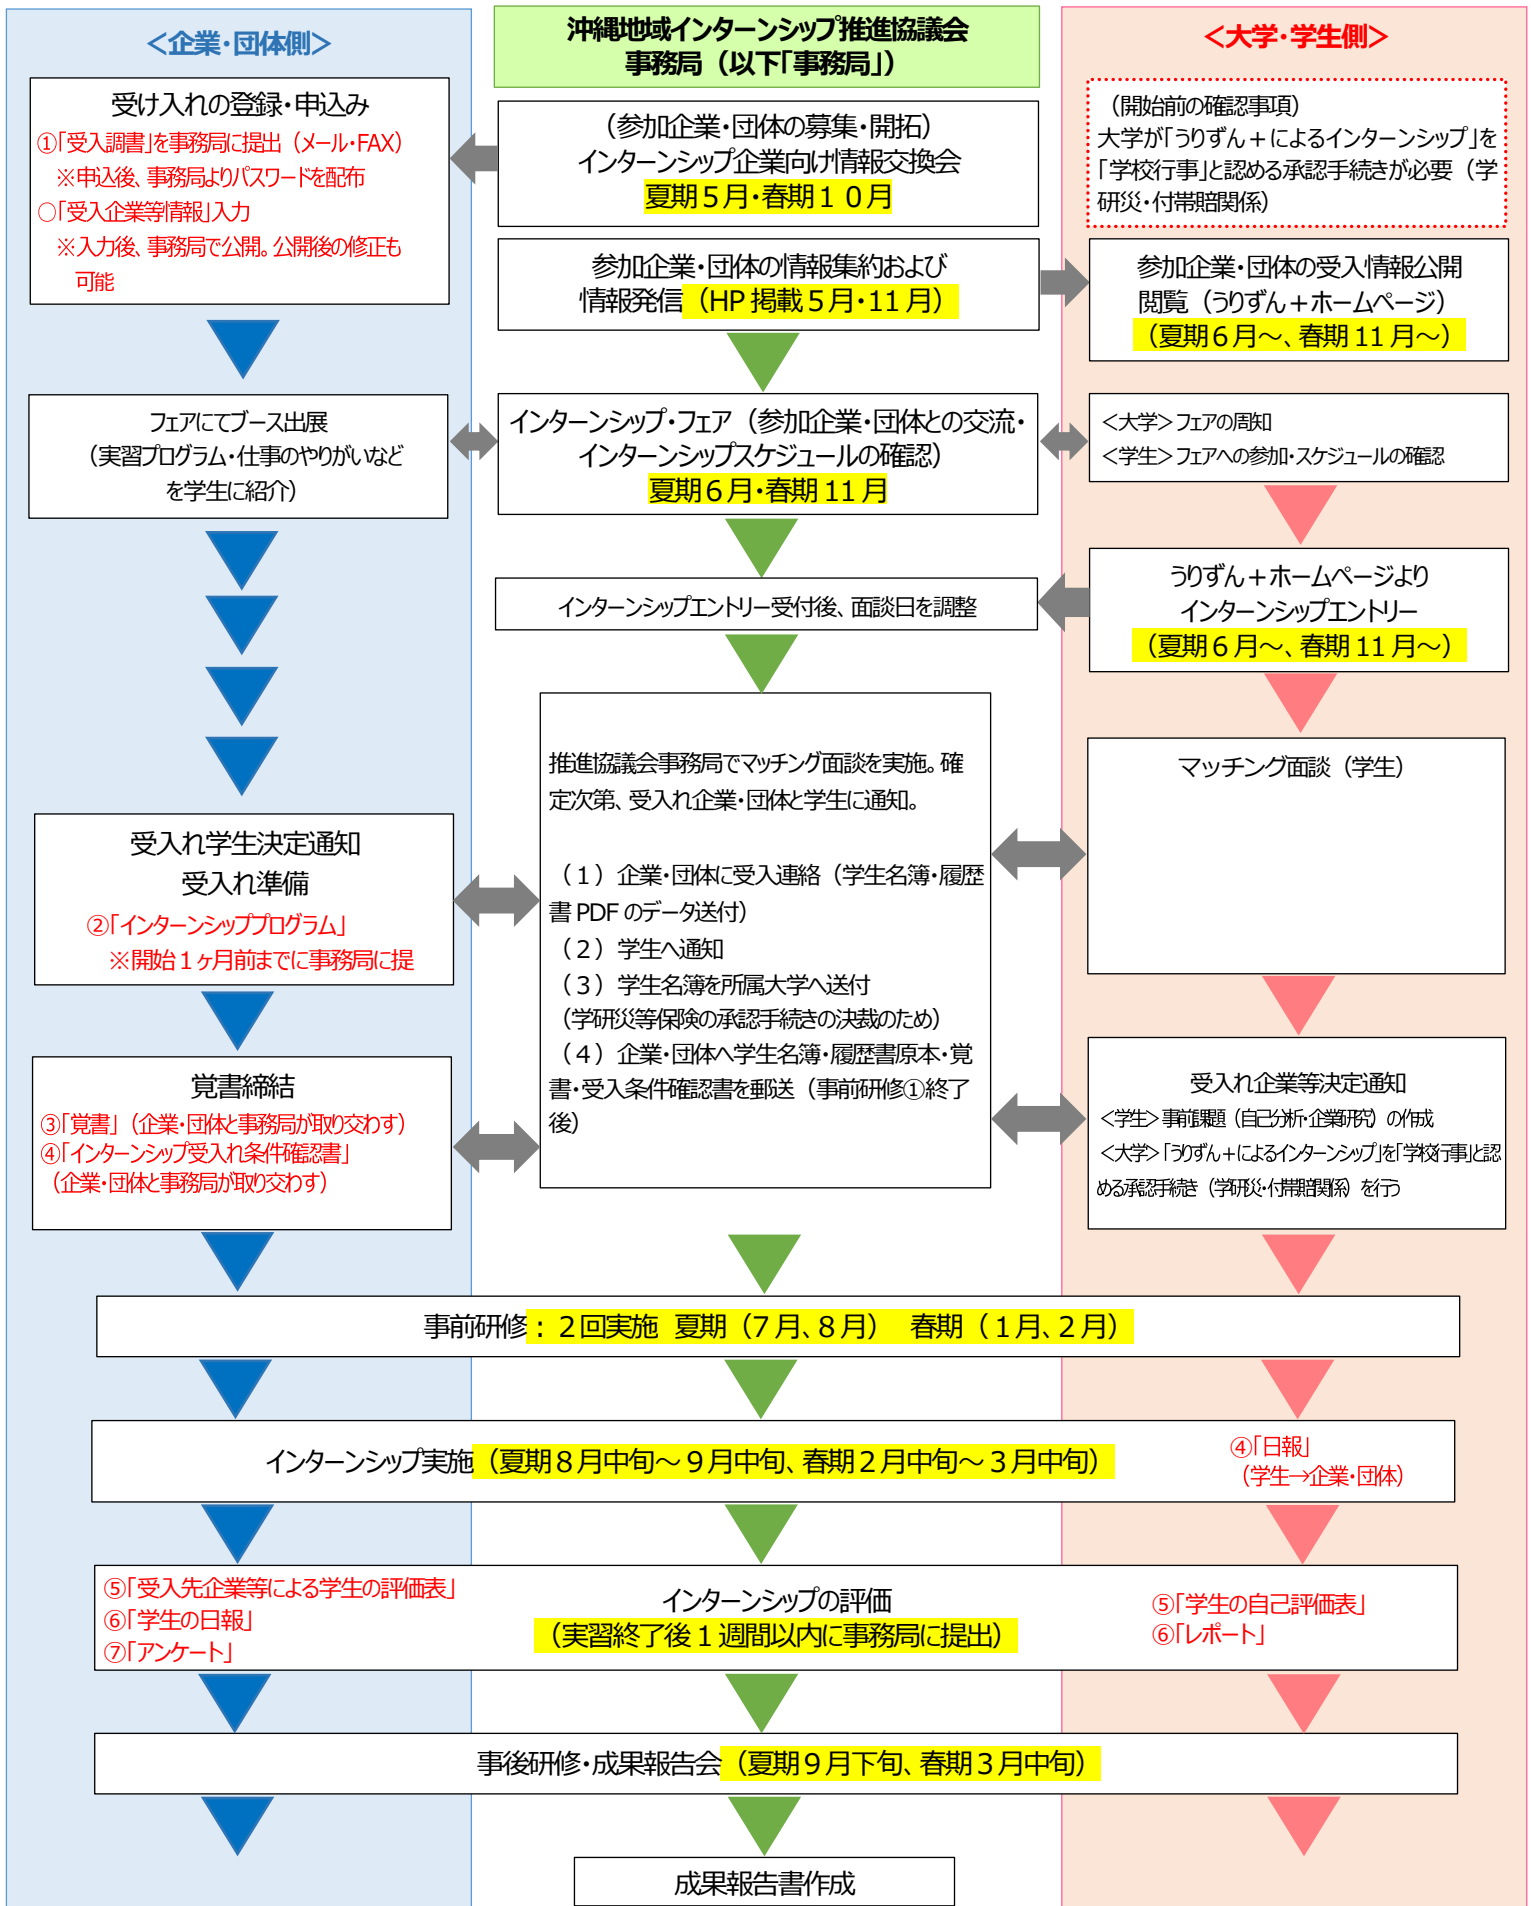 ＜企業・団体側＞
沖縄地域インターンシップ推進協議会
事務局（以下「事務局」）
＜大学・学生側＞
受け入れの登録・申込み
①「受入調書」を事務局に提出（メール・FAX）
※申込後、事務局よりパスワードを配布
○「受入企業等情報」入力
※入力後、事務局で公開。公開後の修正も
可能
（参加企業・団体の募集・開拓）
インターンシップ企業向け情報交換会
夏期５月・春期１０月
（開始前の確認事項）
大学が「うりずん＋によるインターンシップ」を
「学校行事」と認める承認手続きが必要（学
研災・付帯賠関係）
参加企業・団体の情報集約および
情報発信（HP 掲載５月・11 月）
参加企業・団体の受入情報公開
閲覧（うりずん＋ホームページ）
（夏期６月～、春期 11 月～）
フェアにてブース出展
（実習プログラム・仕事のやりがいなど
を学生に紹介）
インターンシップ・フェア（参加企業・団体との交流・
インターンシップスケジュールの確認）
夏期６月・春期 11 月
＜大学＞フェアの周知
＜学生＞フェアへの参加・スケジュールの確認
インターンシップエントリー受付後、面談日を調整
うりずん＋ホームページより
インターンシップエントリー
（夏期６月～、春期 11 月～）
推進協議会事務局でマッチング面談を実施。確
定次第、受入れ企業・団体と学生に通知。
（１）企業・団体に受入連絡（学生名簿・履歴
書 PDF のデータ送付）
（２）学生へ通知
（３）学生名簿を所属大学へ送付
（学研災等保険の承認手続きの決裁のため）
（４）企業・団体へ学生名簿・履歴書原本・覚
書・受入条件確認書を郵送（事前研修①終了
後）
マッチング面談（学生）
受入れ学生決定通知
受入れ準備
②「インターンシッププログラム」
※開始１ヶ月前までに事務局に提
覚書締結
③「覚書」（企業・団体と事務局が取り交わす）
④「インターンシップ受入れ条件確認書」
（企業・団体と事務局が取り交わす）
受入れ企業等決定通知
＜学生＞事前課題（自己分析・企業研究）の作成
＜大学＞「うりずん＋によるインターンシップ」を「学校行事」と認
める承認手続き（学研災・付帯賠関係）を行う
事前研修：２回実施 夏期（７月、８月） 春期（１月、２月）
インターンシップ実施（夏期８月中旬～９月中旬、春期２月中旬～３月中旬）
④「日報」
（学生→企業・団体）
⑤「受入先企業等による学生の評価表」
⑥「学生の日報」
⑦「アンケート」
インターンシップの評価
（実習終了後１週間以内に事務局に提出）
⑤「学生の自己評価表」
⑥「レポート」
事後研修・成果報告会（夏期９月下旬、春期３月中旬）
成果報告書作成